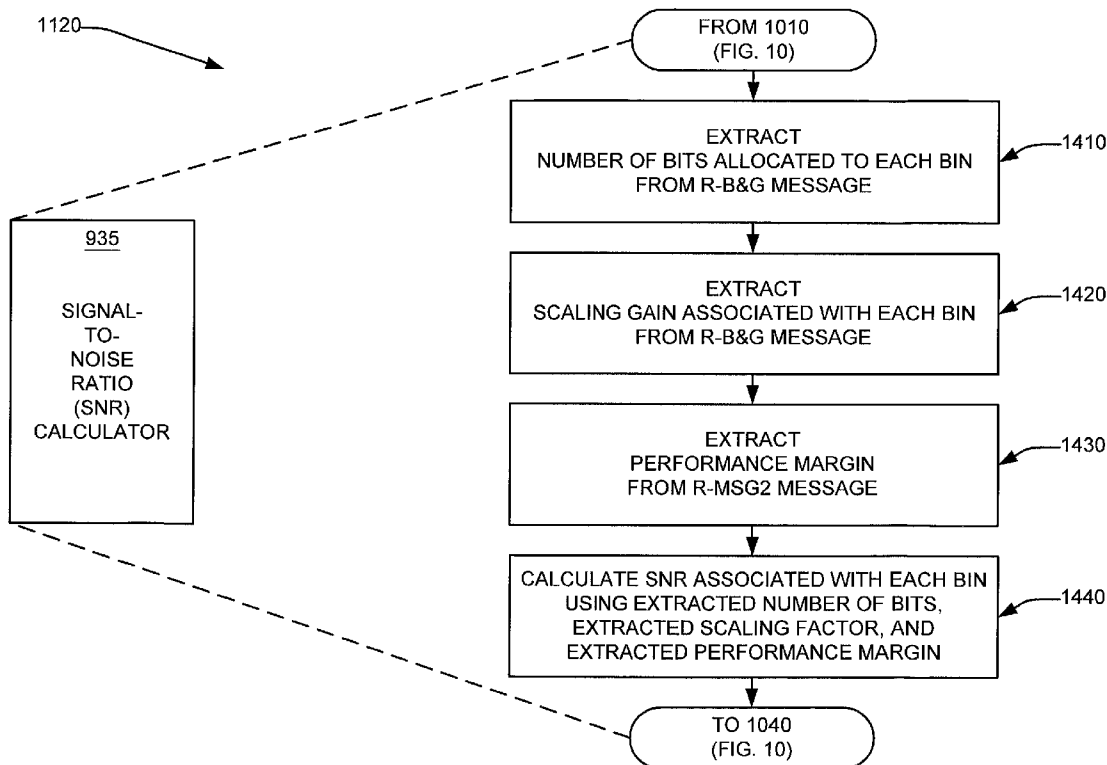 1120
FROM 1010
(FIG. 10)
EXTRACT
NUMBER OF BITS ALLOCATED TO EACH BIN
FROM R-B&G MESSAGE
1410
935
SIGNAL-
TO-
NOISE
RATIO
(SNR)
CALCULATOR
EXTRACT
SCALING GAIN ASSOCIATED WITH EACH BIN
FROM R-B&G MESSAGE
1420
EXTRACT
PERFORMANCE MARGIN
FROM R-MSG2 MESSAGE
1430
CALCULATE SNR ASSOCIATED WITH EACH BIN
USING EXTRACTED NUMBER OF BITS,
EXTRACTED SCALING FACTOR, AND
EXTRACTED PERFORMANCE MARGIN
1440
TO 1040
(FIG. 10)